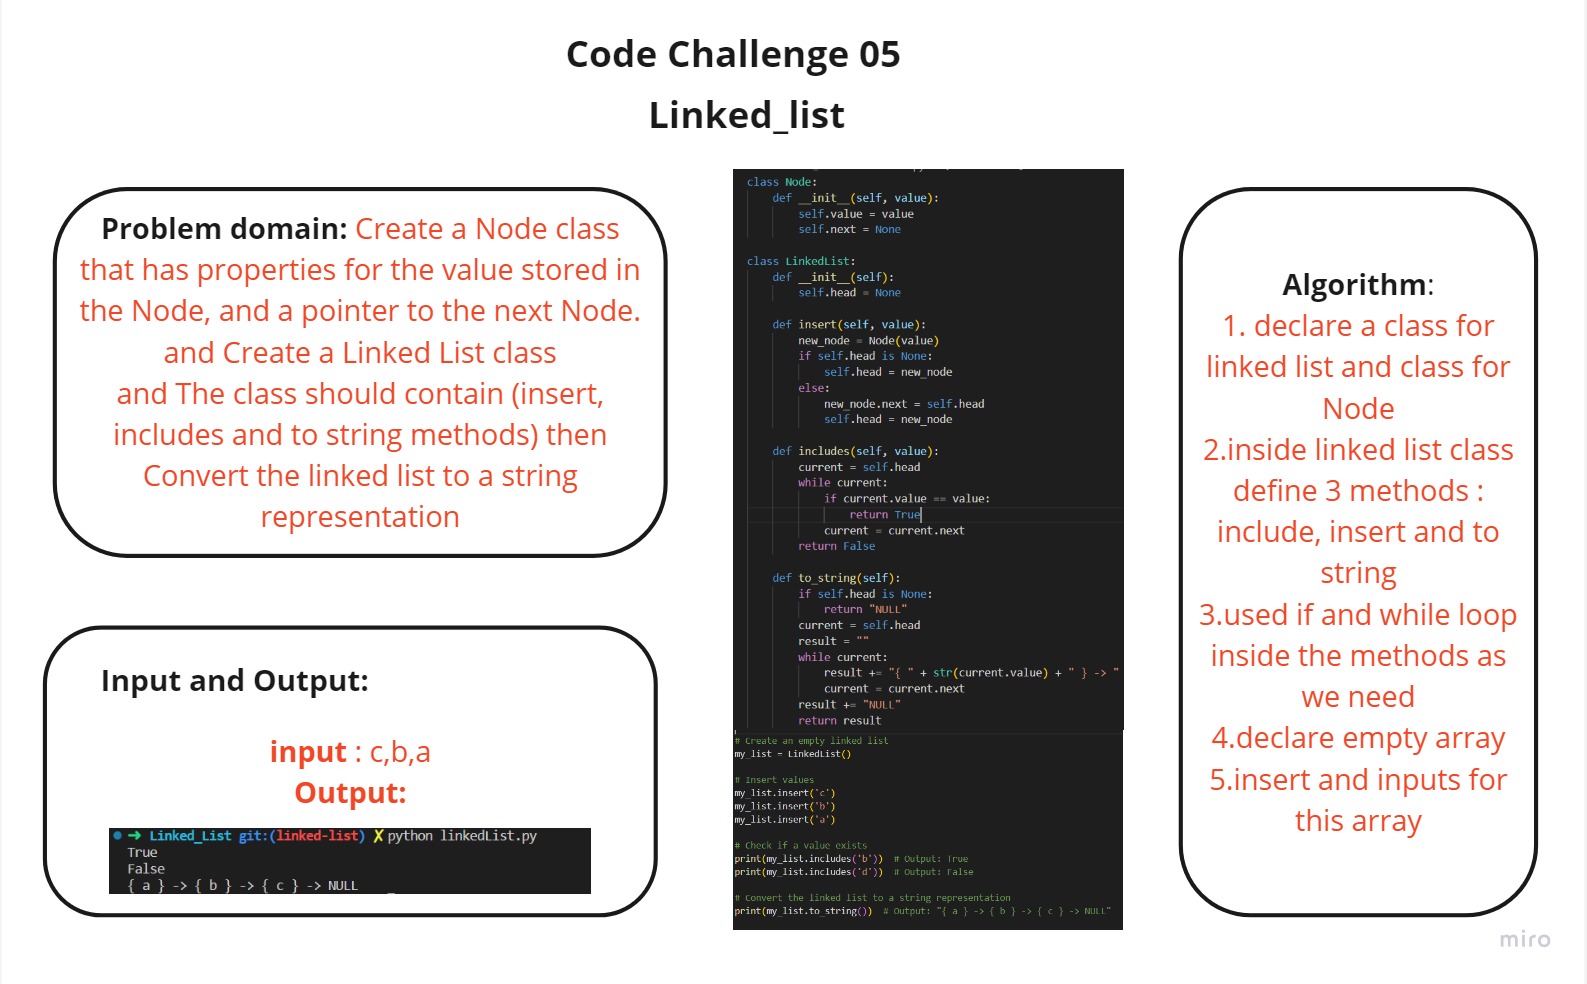 Code Challenge 05
Linked_list
Problem domain: Create a Node class
that has properties for the value stored in
the Node, and a pointer to the next Node.
and Create a Linked List class
and The class should contain (insert,
includes and to string methods) then
Convert the linked list to a string
representation
Input and Output:
input : c,b,a
Output:
➜ Linked_List git:(linked-list) ✗ python linkedList.py
True
False
{ a } -> { b } -> { c } -> NULL
class Node:
    def __init__(self, value):
        self.value = value
        self.next = None
class LinkedList:
    def __init__(self):
        self.head = None
    def insert(self, value):
        new_node = Node(value)
        if self.head is None:
            self.head = new_node
        else:
            new_node.next = self.head
            self.head = new_node
    def includes(self, value):
        current = self.head
        while current:
            if current.value == value:
                return True
            current = current.next
        return False
    def to_string(self):
        if self.head is None:
            return "NULL"
        current = self.head
        result = ""
        while current:
            result += "{ " + str(current.value) + " } -> "
            current = current.next
        result += "NULL"
        return result
# Create an empty linked list
my_list = LinkedList()
# Insert values
my_list.insert('c')
my_list.insert('b')
my_list.insert('a')
# Check if a value exists
print(my_list.includes('b'))  # Output: True
print(my_list.includes('d'))  # Output: False
# Convert the linked list to a string representation
print(my_list.to_string())  # Output: "{ a } -> { b } -> { c } -> NULL"
Algorithm:
1. declare a class for
linked list and class for
Node
2.inside linked list class
define 3 methods :
include, insert and to
string
3.used if and while loop
inside the methods as
we need
4.declare empty array
5.insert and inputs for
this array
miro